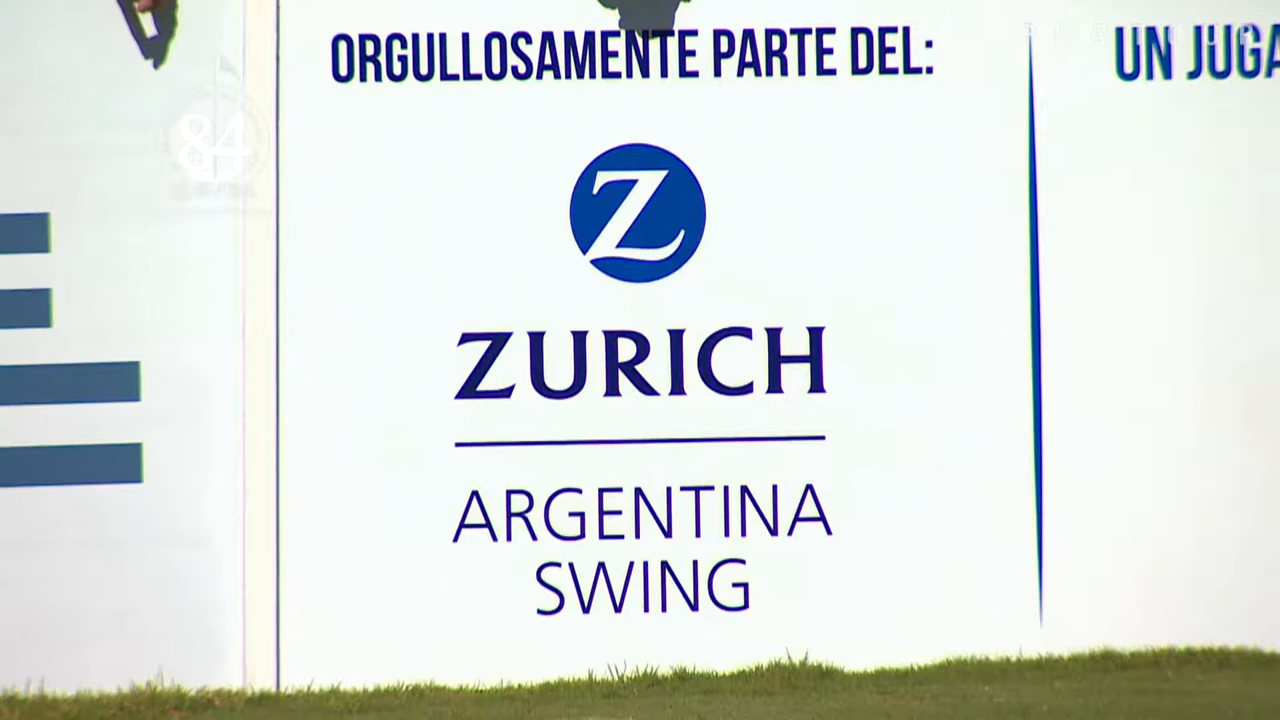 ORGULLOSAMENTE PARTE DEL:
UN JUGA
84
Z
ZURICH
ARGENTINA
SWING